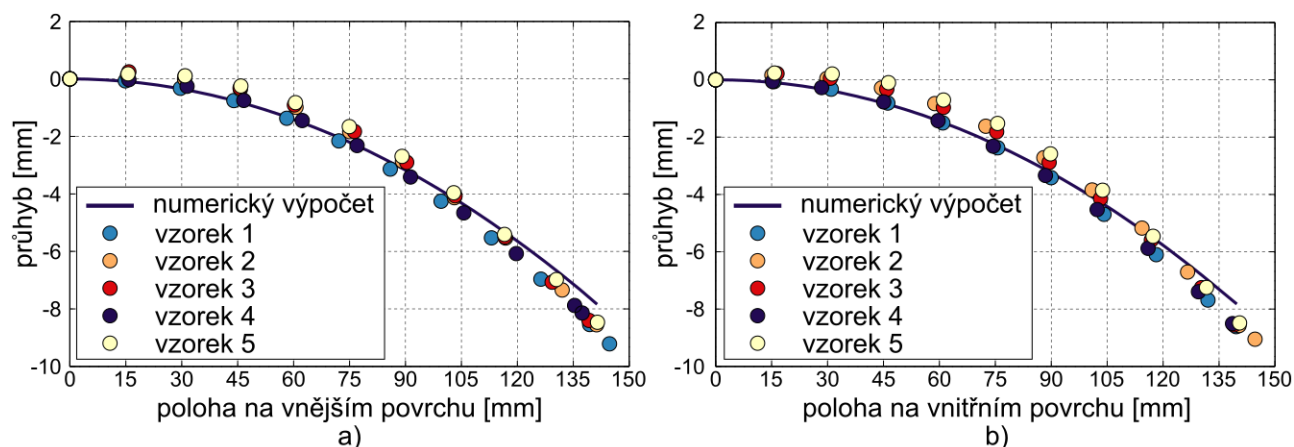 2
0
-2
-4
-6
-8
-10
průhyb [mm]
numerický výpočet
vzorek 1
vzorek 2
vzorek 3
vzorek 4
vzorek 5
0 15 30 45 60 75 90 105 120 135 150
poloha na vnějším povrchu [mm]
a)
2
0
-2
-4
-6
-8
-10
průhyb [mm]
numerický výpočet
vzorek 1
vzorek 2
vzorek 3
vzorek 4
vzorek 5
0 15 30 45 60 75 90 105 120 135 150
poloha na vnitřním povrchu [mm]
b)